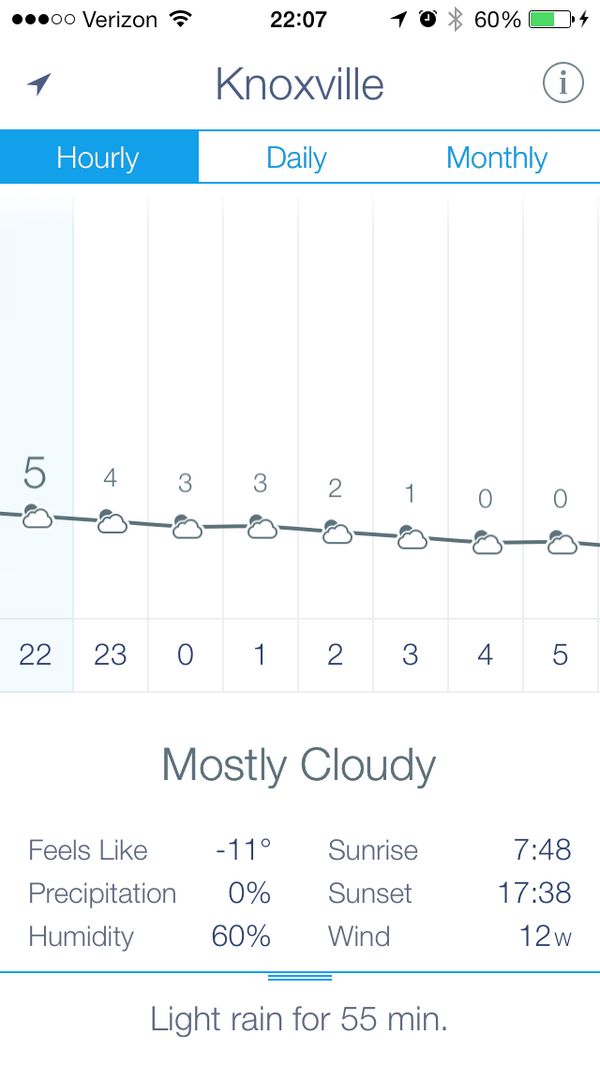 Verizon 22:07 60%
Knoxville i
Hourly Daily Monthly
5 4 3 3 2 1 0 0
22 23 0 1 2 3 4 5
Mostly Cloudy
Feels Like -11° Sunrise 7:48
Precipitation 0% Sunset 17:38
Humidity 60% Wind 12w
Light rain for 55 min.